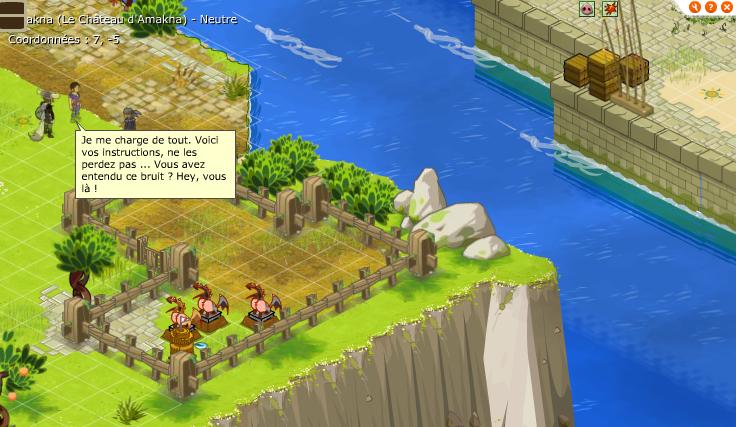 akna (Le Château d'Amakna) - Neutre
Coordonnées : 7, -5
Je me charge de tout. Voici
vos instructions, ne les
perdez pas ... Vous avez
entendu ce bruit ? Hey, vous
là !